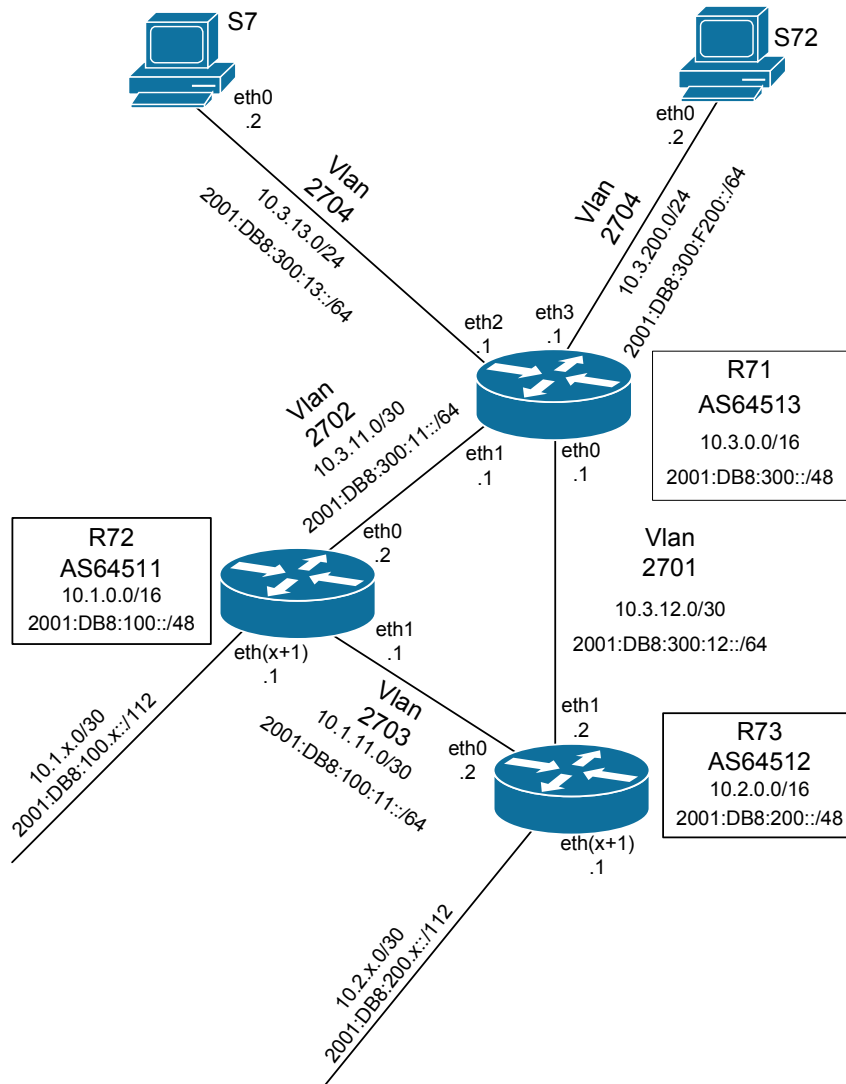 S7
S72
eth0
.2
eth0
.2
Vlan
2704
10.3.13.0/24
2001:DB8:300:13::/64
Vlan
2704
10.3.200.0/24
2001:DB8:300:F200::/64
eth2
.1
eth3
.1
R71
AS64513
10.3.0.0/16
2001:DB8:300::/48
Vlan
2702
10.3.11.0/30
2001:DB8:300:11::/64
eth1
.1
eth0
.1
R72
AS64511
10.1.0.0/16
2001:DB8:100::/48
eth0
.2
Vlan
2701
10.3.12.0/30
2001:DB8:300:12::/64
eth1
.1
eth(x+1)
.1
Vlan
2703
10.1.11.0/30
2001:DB8:100:11::/64
10.1.x.0/30
2001:DB8:100.x::/112
eth1
.2
eth0
.2
R73
AS64512
10.2.0.0/16
2001:DB8:200::/48
eth(x+1)
.1
10.2.x.0/30
2001:DB8:200.x::/112